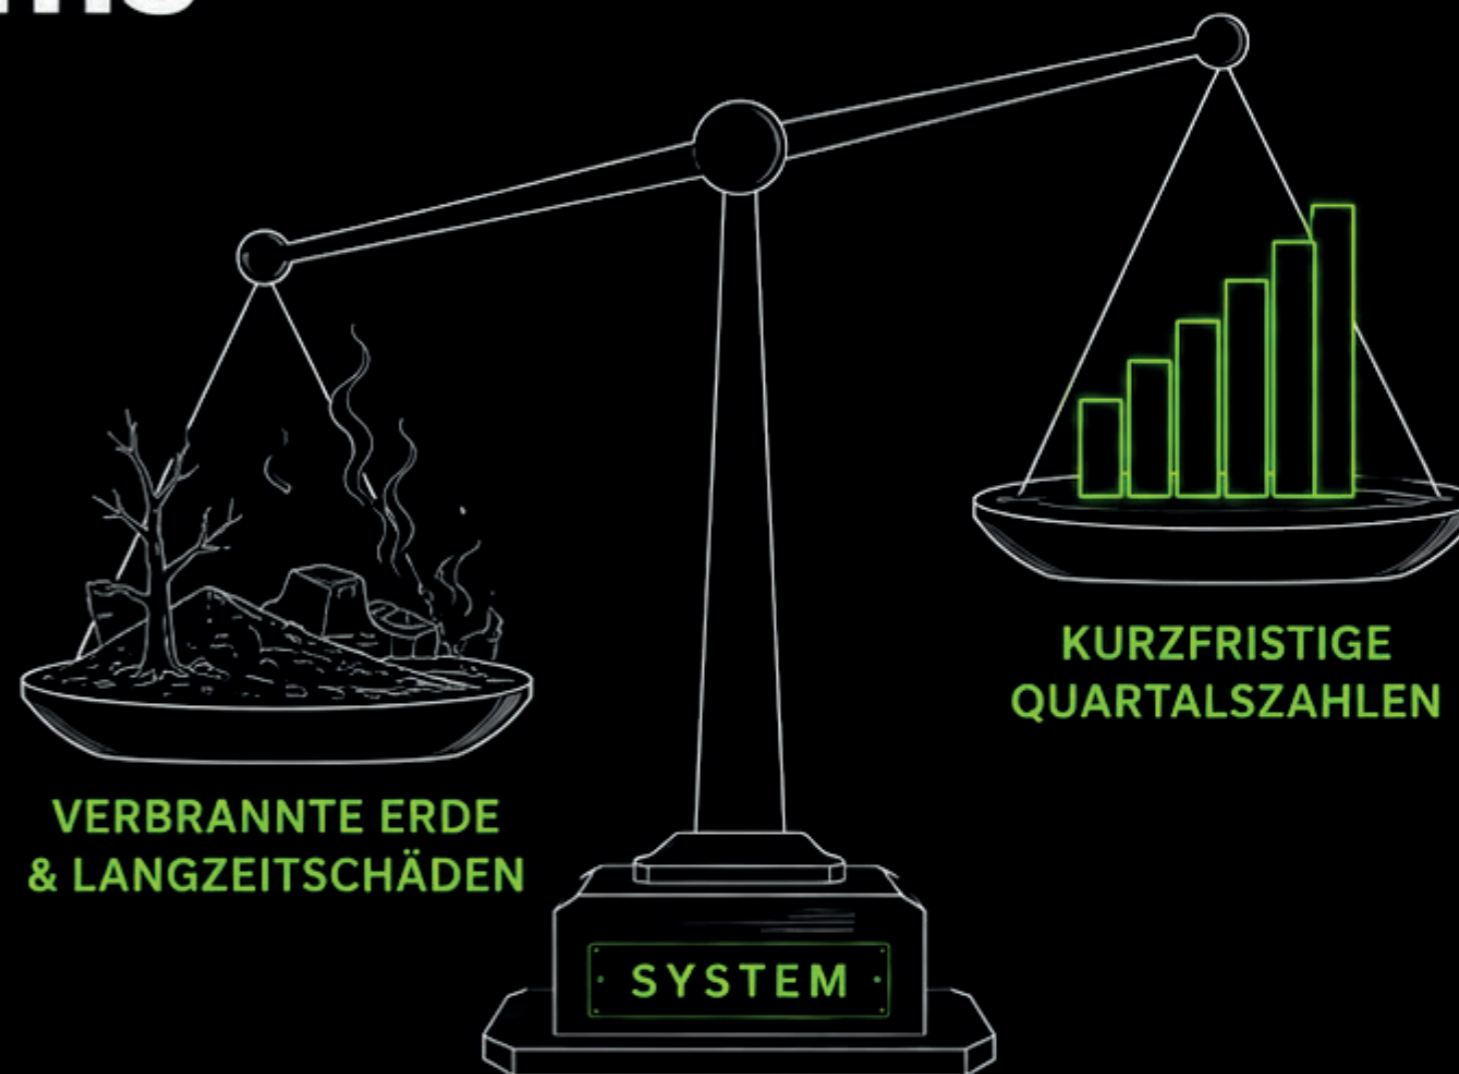 KURZFRISTIGE
QUARTALSZAHLEN
VERBRANNTE ERDE
& LANGZEITSCHÄDEN
SYSTEM